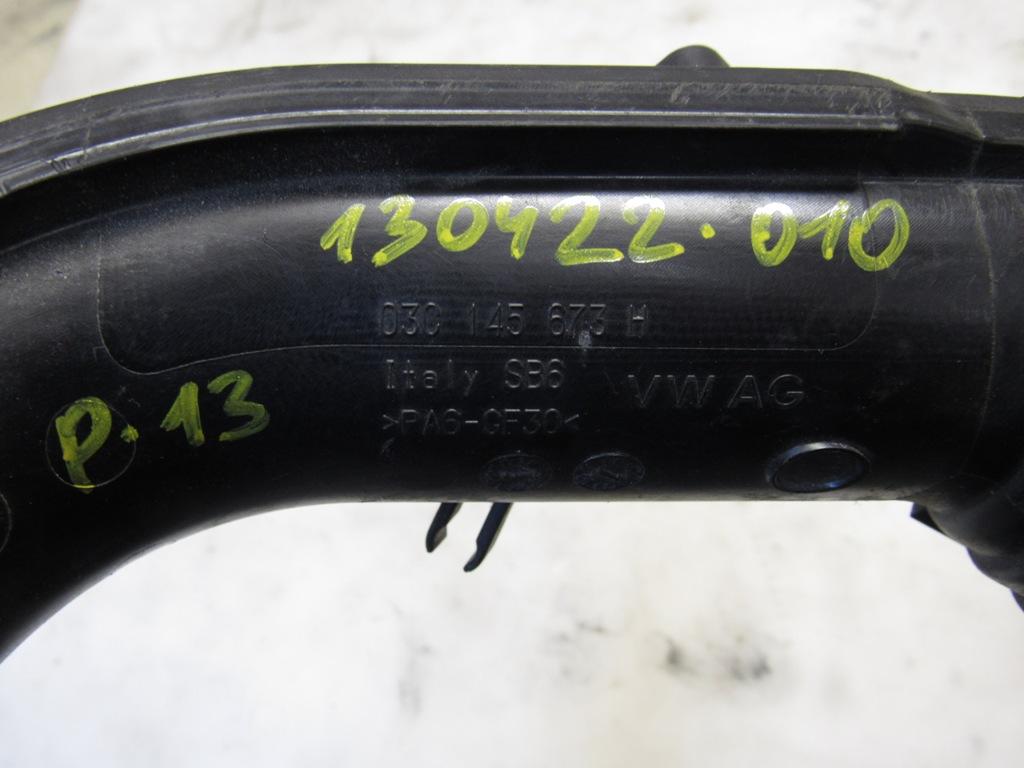 130422.010
03C 145 673 H
Italy SB6
VW AG
>PA6-GF30<
P.13